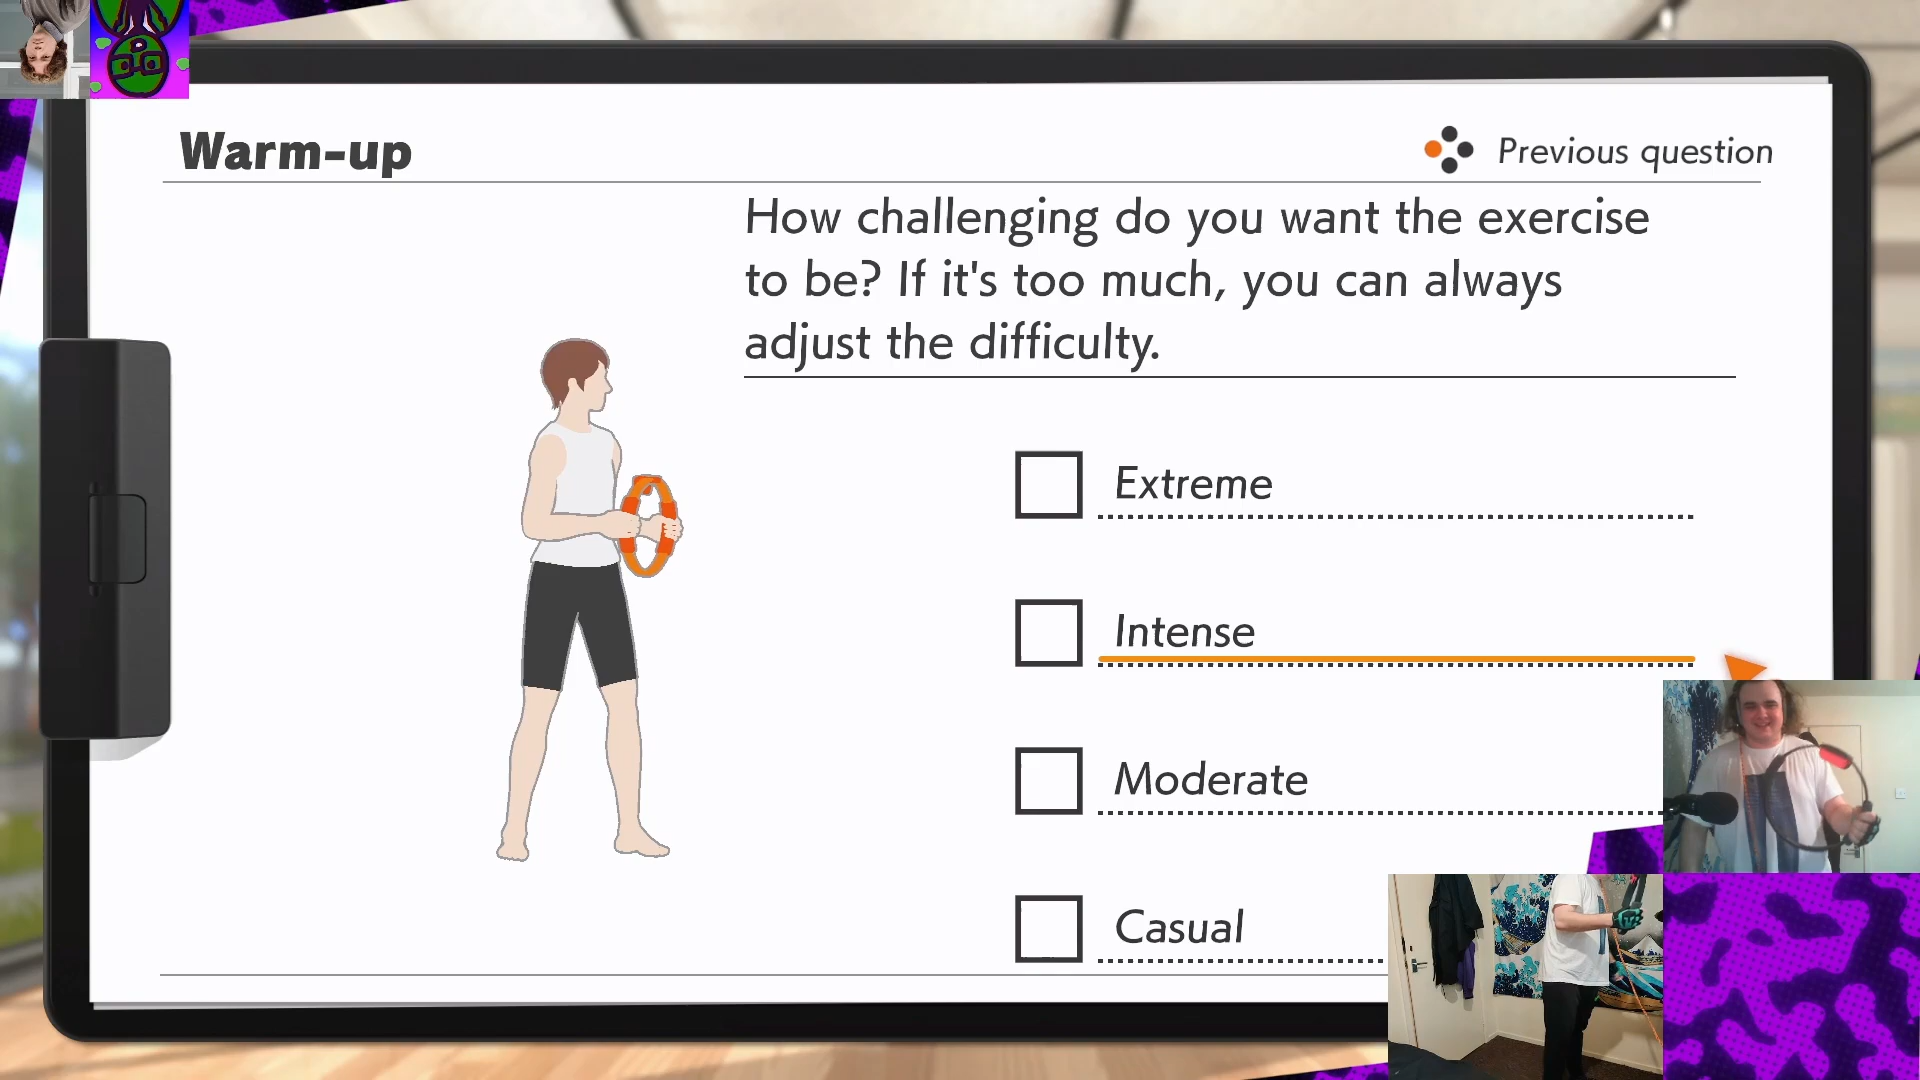 Warm-up
Previous question
How challenging do you want the exercise
to be? If it's too much, you can always
adjust the difficulty.
Extreme
Intense
Moderate
Casual